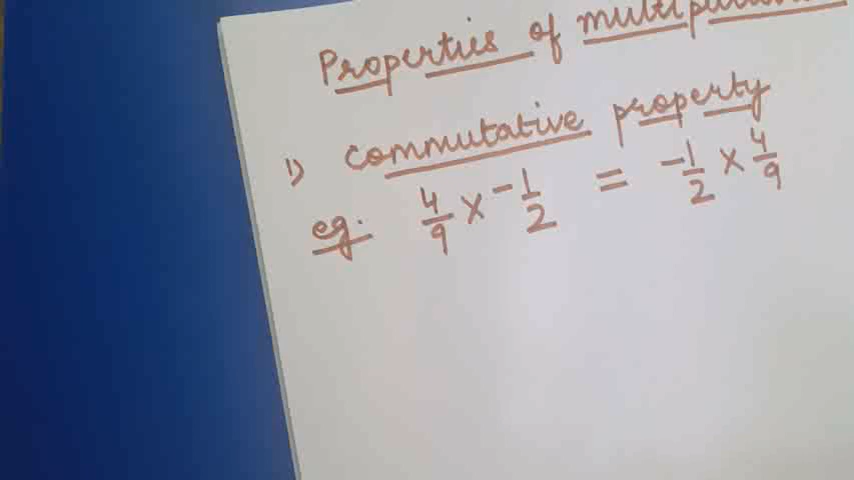 Properties of
1) Commutative property
eg. 4/9 × -1/2 = -1/2 × 4/9